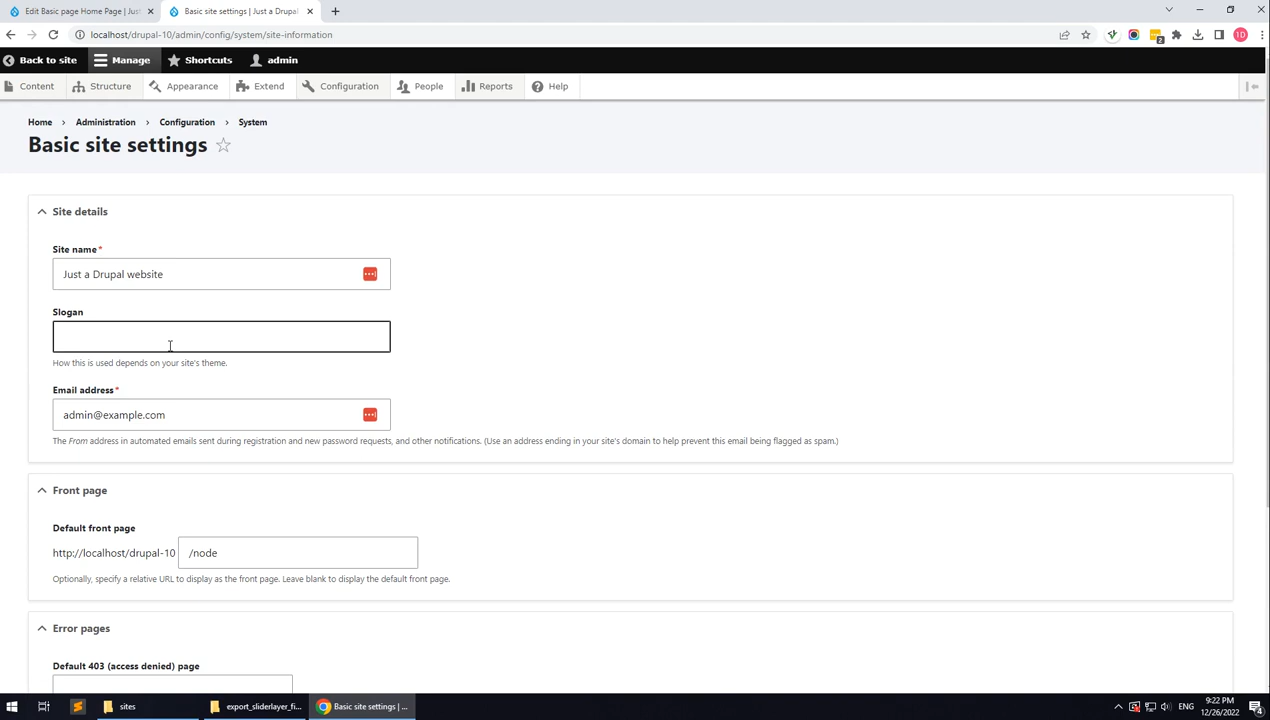 Edit Basic page Home Page | Just
Basic site settings | Just a Drupal
localhost/drupal-10/admin/config/system/site-information
2
1D
Back to site
Manage
Shortcuts
admin
Content
Structure
Appearance
Extend
Configuration
People
Reports
Help
Home > Administration > Configuration > System
Basic site settings
Site details
Site name*
Just a Drupal website
Slogan
How this is used depends on your site's theme.
Email address*
admin@example.com
The From address in automated emails sent during registration and new password requests, and other notifications. (Use an address ending in your site's domain to help prevent this email being flagged as spam.)
Front page
Default front page
http://localhost/drupal-10
/node
Optionally, specify a relative URL to display as the front page. Leave blank to display the default front page.
Error pages
Default 403 (access denied) page
sites
export_sliderlayer_fi...
Basic site settings | ...
ENG
9:22 PM
12/26/2022
4